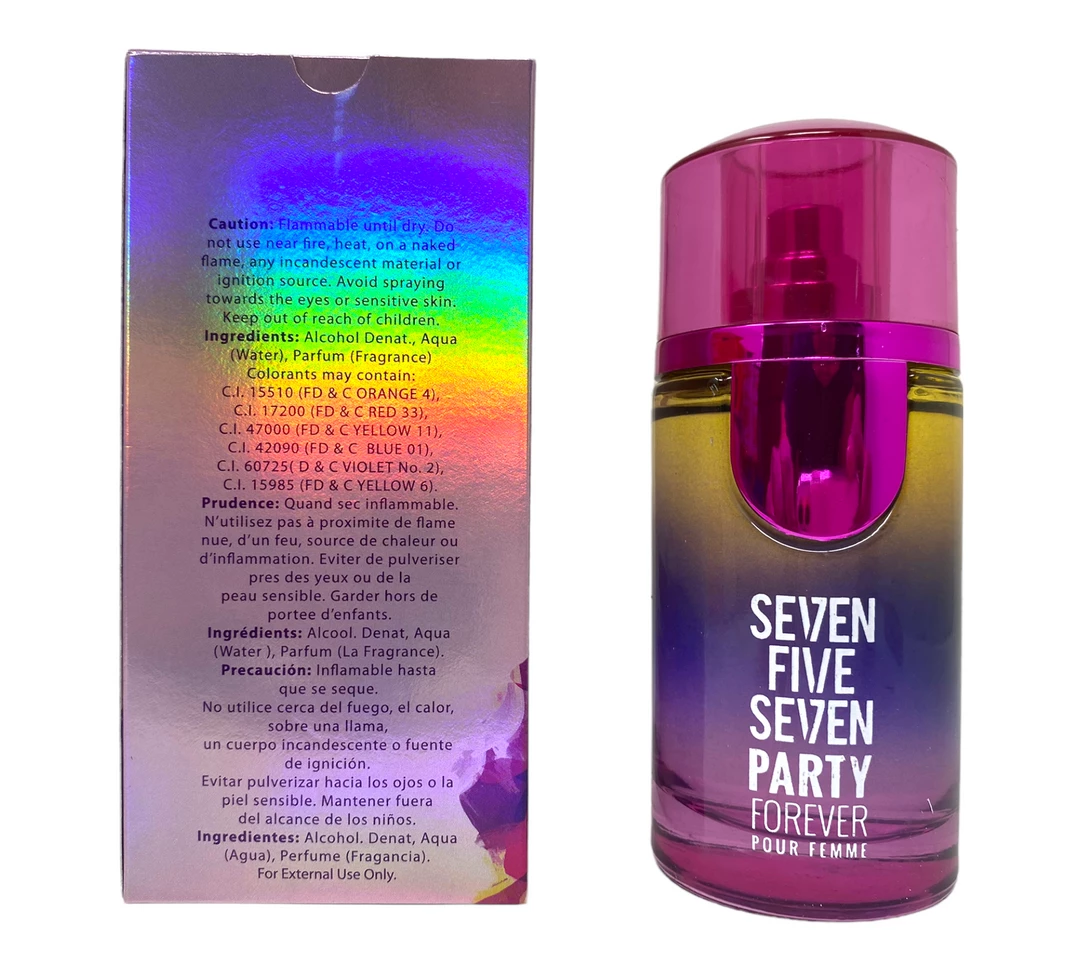 Caution: Flammable until dry. Do
not use near fire, heat, on a naked
flame, any incandescent material or
ignition source. Avoid spraying
towards the eyes or sensitive skin.
Keep out of reach of children.
Ingredients: Alcohol Denat., Aqua
(Water), Parfum (Fragrance)
Colorants may contain:
C.I. 15510 (FD & C ORANGE 4),
C.I. 17200 (FD & C RED 33),
C.I. 47000 (FD & C YELLOW 11),
C.I. 42090 (FD & C BLUE 01),
C.I. 60725( D & C VIOLET No. 2),
C.I. 15985 (FD & C YELLOW 6).
Prudence: Quand sec inflammable.
N'utilisez pas à proximite de flame
nue, d'un feu, source de chaleur ou
d'inflammation. Eviter de pulveriser
pres des yeux ou de la
peau sensible. Garder hors de
portee d'enfants.
Ingrédients: Alcool. Denat, Aqua
(Water ), Parfum (La Fragrance).
Precaución: Inflamable hasta
que se seque.
No utilice cerca del fuego, el calor,
sobre una llama,
un cuerpo incandescente o fuente
de ignición.
Evitar pulverizar hacia los ojos o la
piel sensible. Mantener fuera
del alcance de los niños.
Ingredientes: Alcohol. Denat, Aqua
(Agua), Perfume (Fragancia).
For External Use Only.
SEVEN
FIVE
SEVEN
PARTY
FOREVER
POUR FEMME